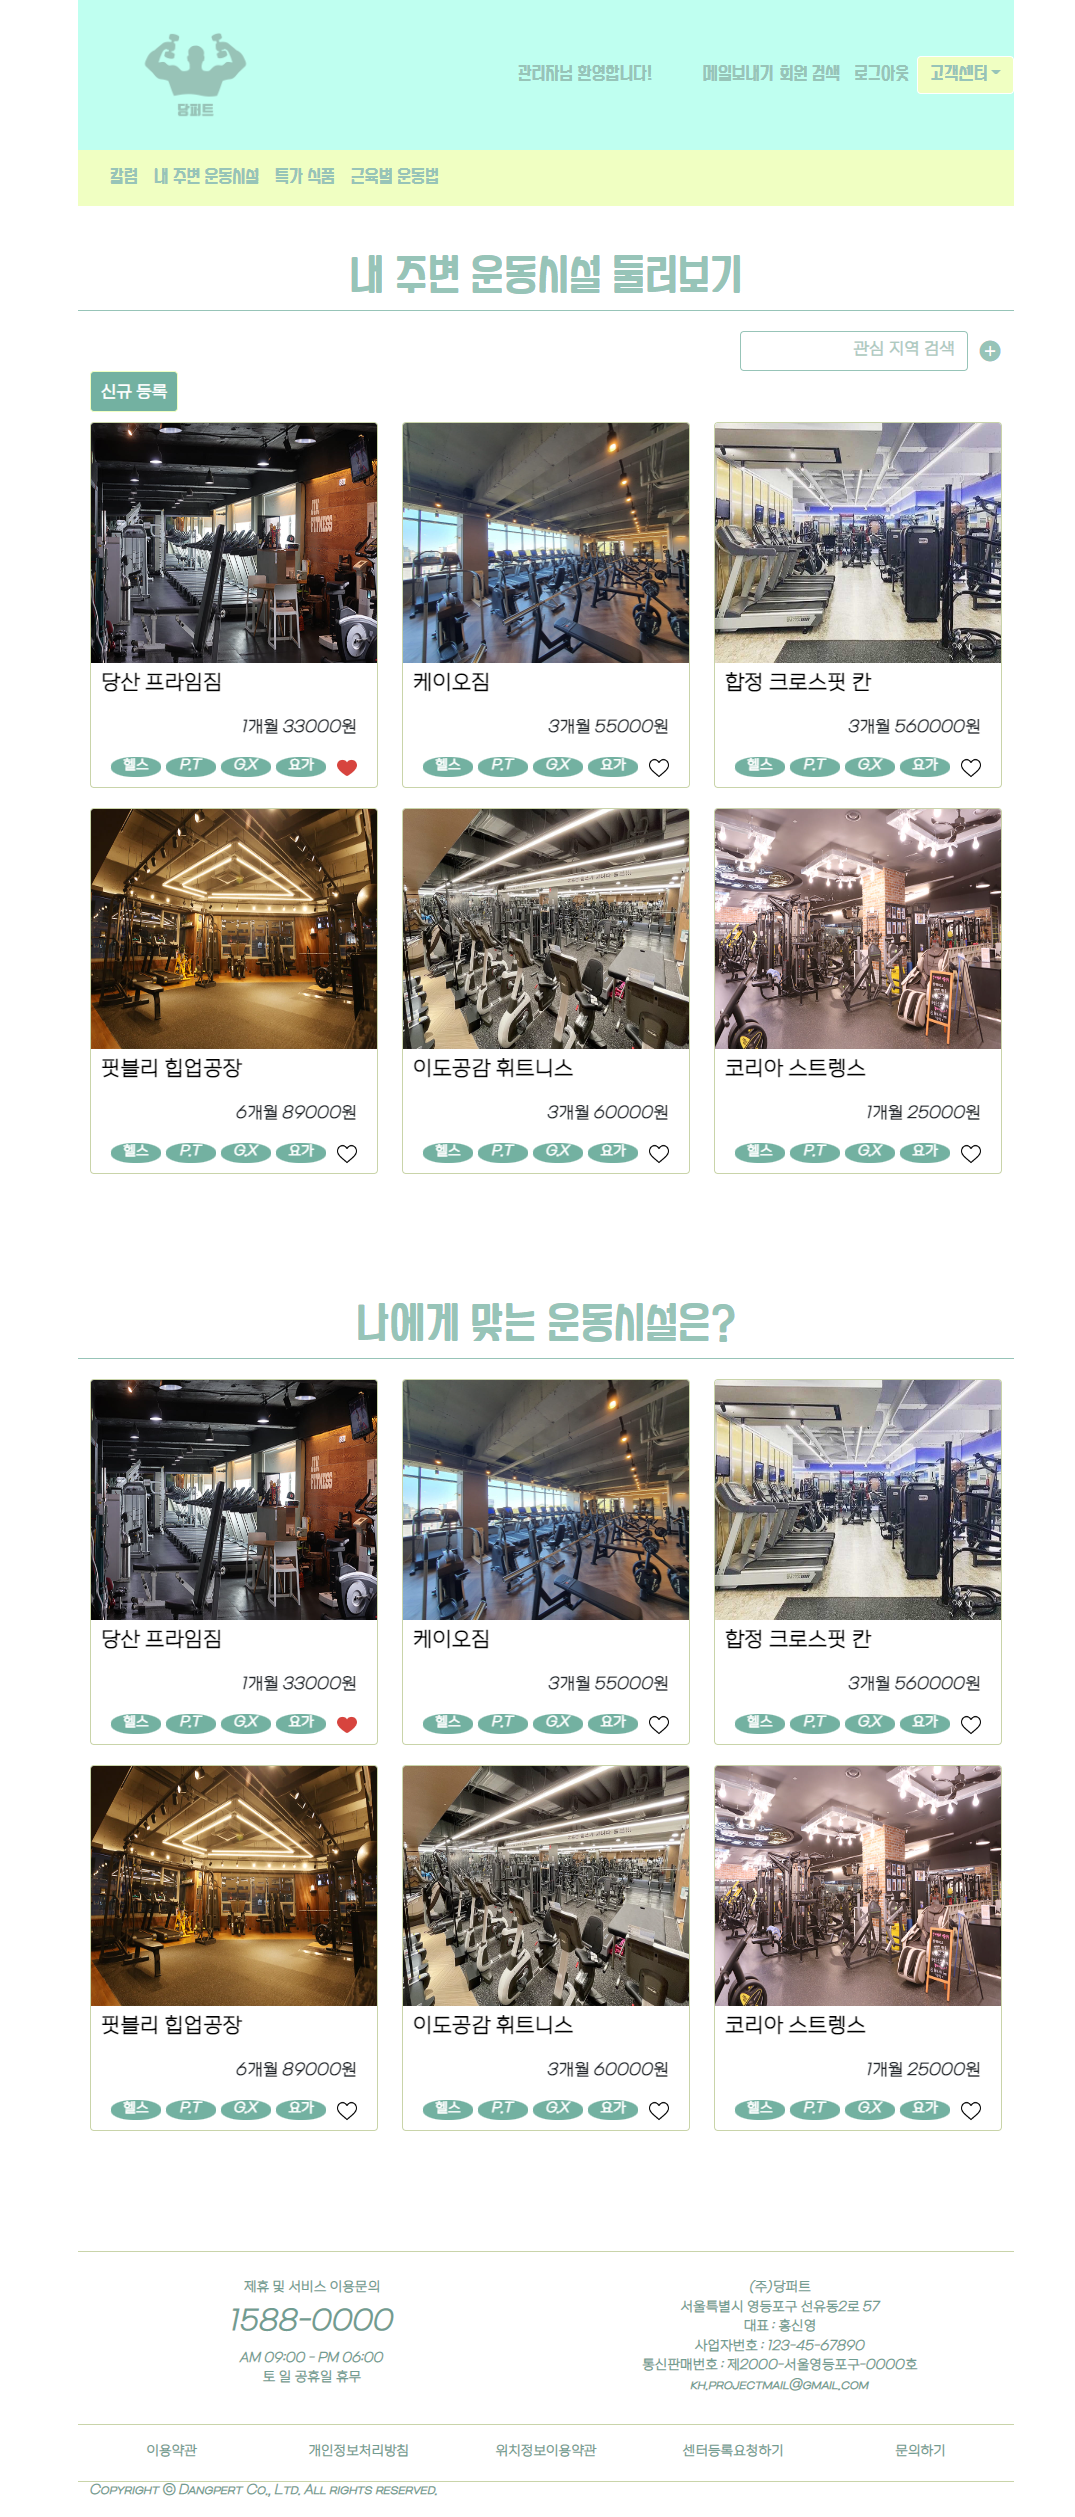 당퍼트
관리자님 환영합니다! 메일보내기 회원 검색 로그아웃 고객센터
칼럼 내 주변 운동시설 특가 식품 근육별 운동법
내 주변 운동시설 둘러보기
관심 지역 검색
신규 등록
JTK FITNESS
당산 프라임짐 케이오짐 합정 크로스핏 칸
1개월 33000원 3개월 55000원 3개월 560000원
헬스 P.T G.X 요가 헬스 P.T G.X 요가 헬스 P.T G.X 요가
핏블리 힙업공장 이도공감 휘트니스 코리아 스트렝스
6개월 89000원 3개월 60000원 1개월 25000원
헬스 P.T G.X 요가 헬스 P.T G.X 요가 헬스 P.T G.X 요가
나에게 맞는 운동시설은?
JTK FITNESS
당산 프라임짐 케이오짐 합정 크로스핏 칸
1개월 33000원 3개월 55000원 3개월 560000원
헬스 P.T G.X 요가 헬스 P.T G.X 요가 헬스 P.T G.X 요가
핏블리 힙업공장 이도공감 휘트니스 코리아 스트렝스
6개월 89000원 3개월 60000원 1개월 25000원
헬스 P.T G.X 요가 헬스 P.T G.X 요가 헬스 P.T G.X 요가
제휴 및 서비스 이용문의
1588-0000
AM 09:00 - PM 06:00
토 일 공휴일 휴무
(주)당퍼트
서울특별시 영등포구 선유동2로 57
대표 : 홍신영
사업자번호 : 123-45-67890
통신판매번호 : 제2000-서울영등포구-0000호
kh.projectmail@gmail.com
이용약관 개인정보처리방침 위치정보이용약관 센터등록요청하기 문의하기
Copyright ⓒ Dangpert Co., Ltd. All rights reserved.